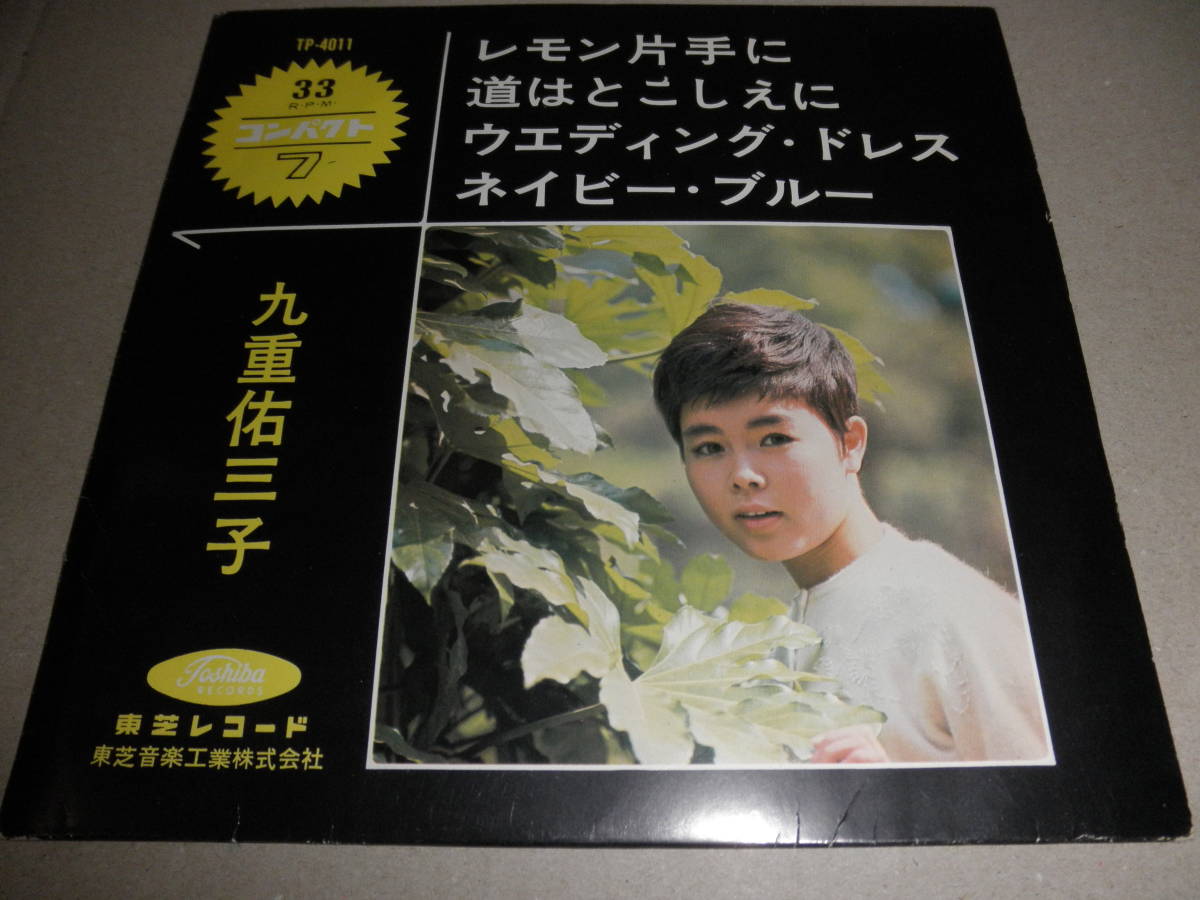 TP-4011
33
R・P・M・
コンパクト
7
レモン片手に
道はとこしえに
ウエディング・ドレス
ネイビー・ブルー
九重佑三子
Toshiba
RECORDS
東芝レコード
東芝音楽工業株式会社